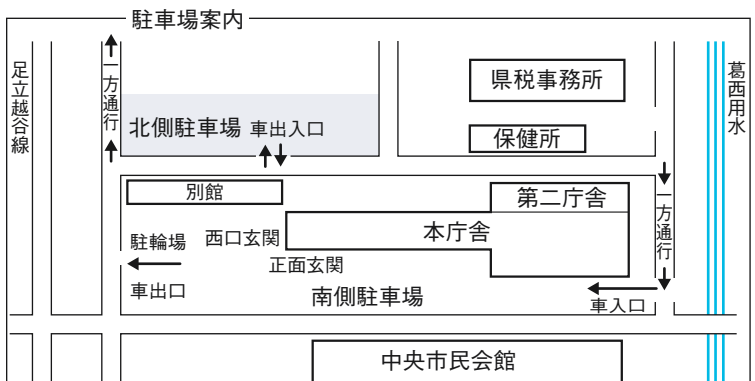 駐車場案内
足立越谷線
一方通行
北側駐車場
車出入口
県税事務所
保健所
葛西用水
別館
第二庁舎
一方通行
駐輪場
西口玄関
本庁舎
正面玄関
車出口
南側駐車場
車入口
中央市民会館